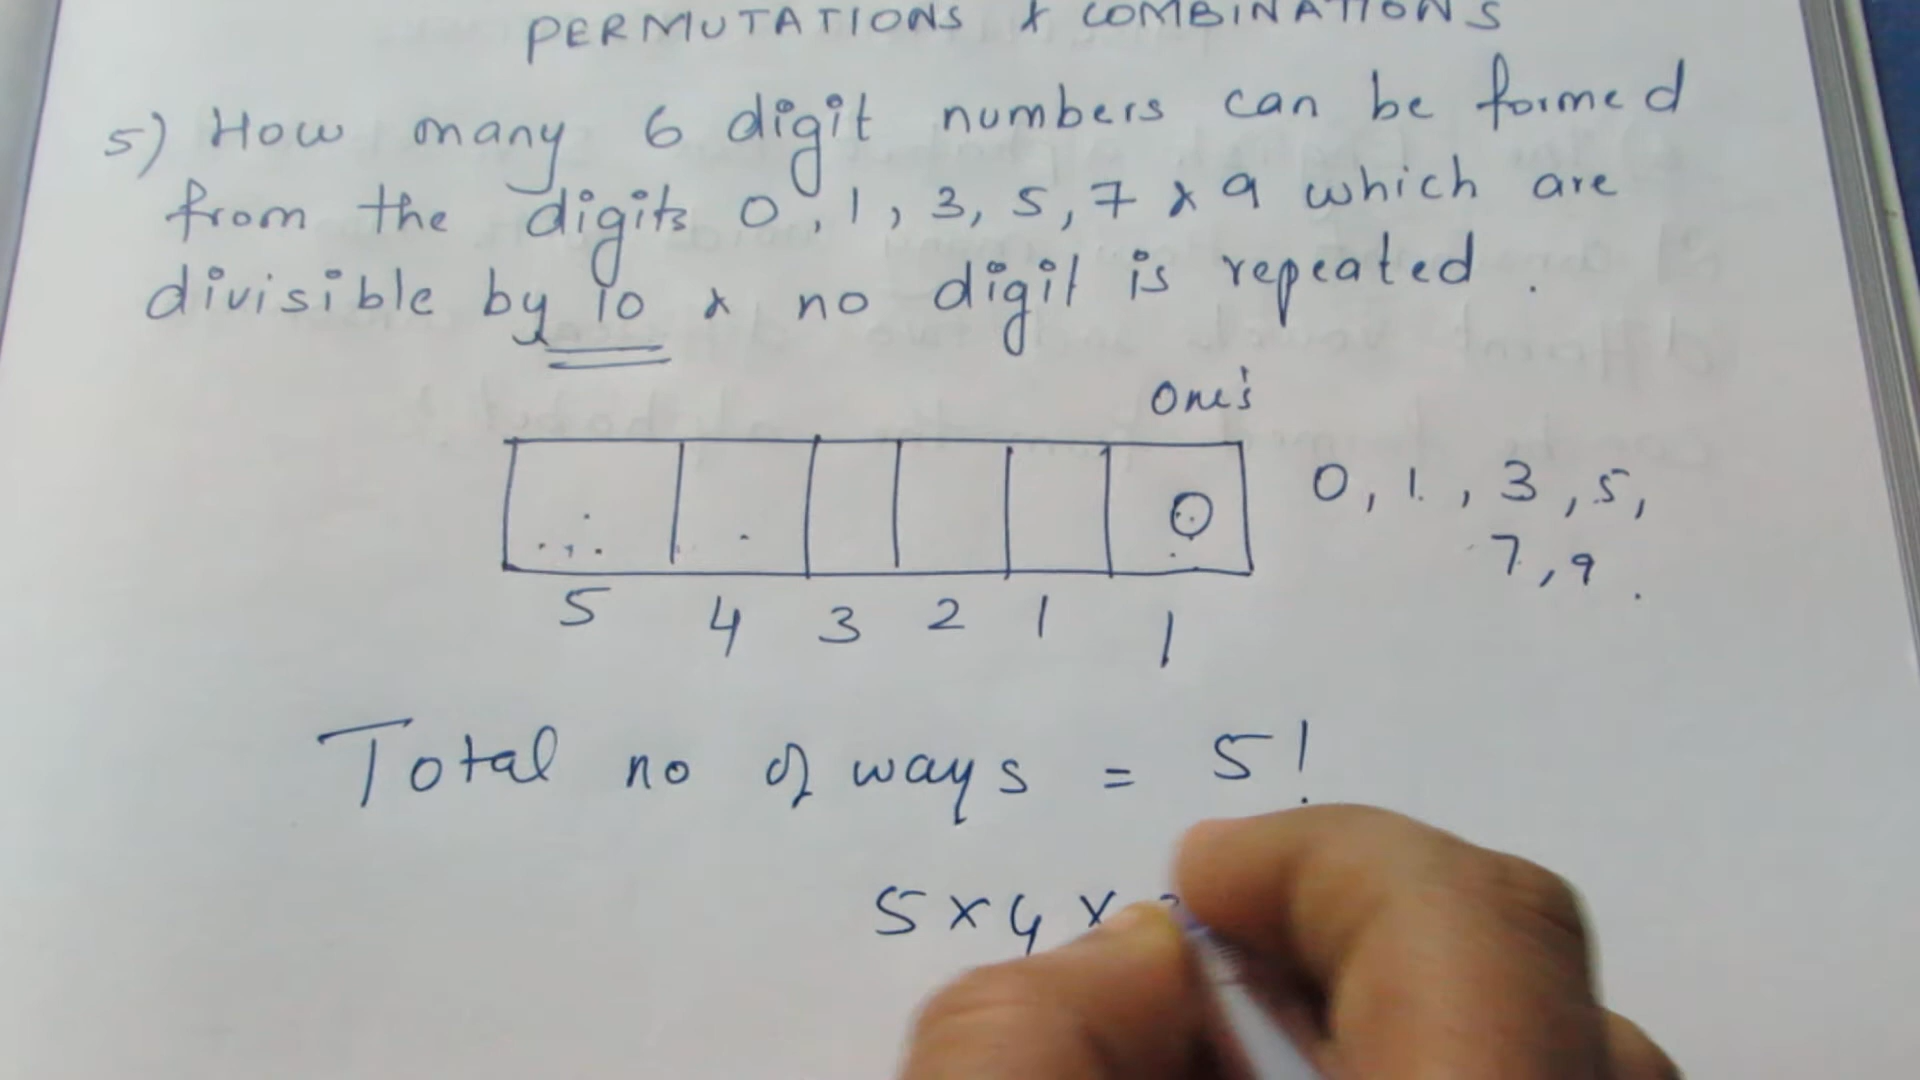 PERMUTATIONS & COMBINATIONS
5) How many 6 digit numbers can be formed
from the digits 0, 1, 3, 5, 7 & 9 which are
divisible by 10 & no digit is repeated.
One's
0
0, 1, 3, 5,
7, 9.
5 4 3 2 1 1
Total no of ways = 5!
5 x 4 x